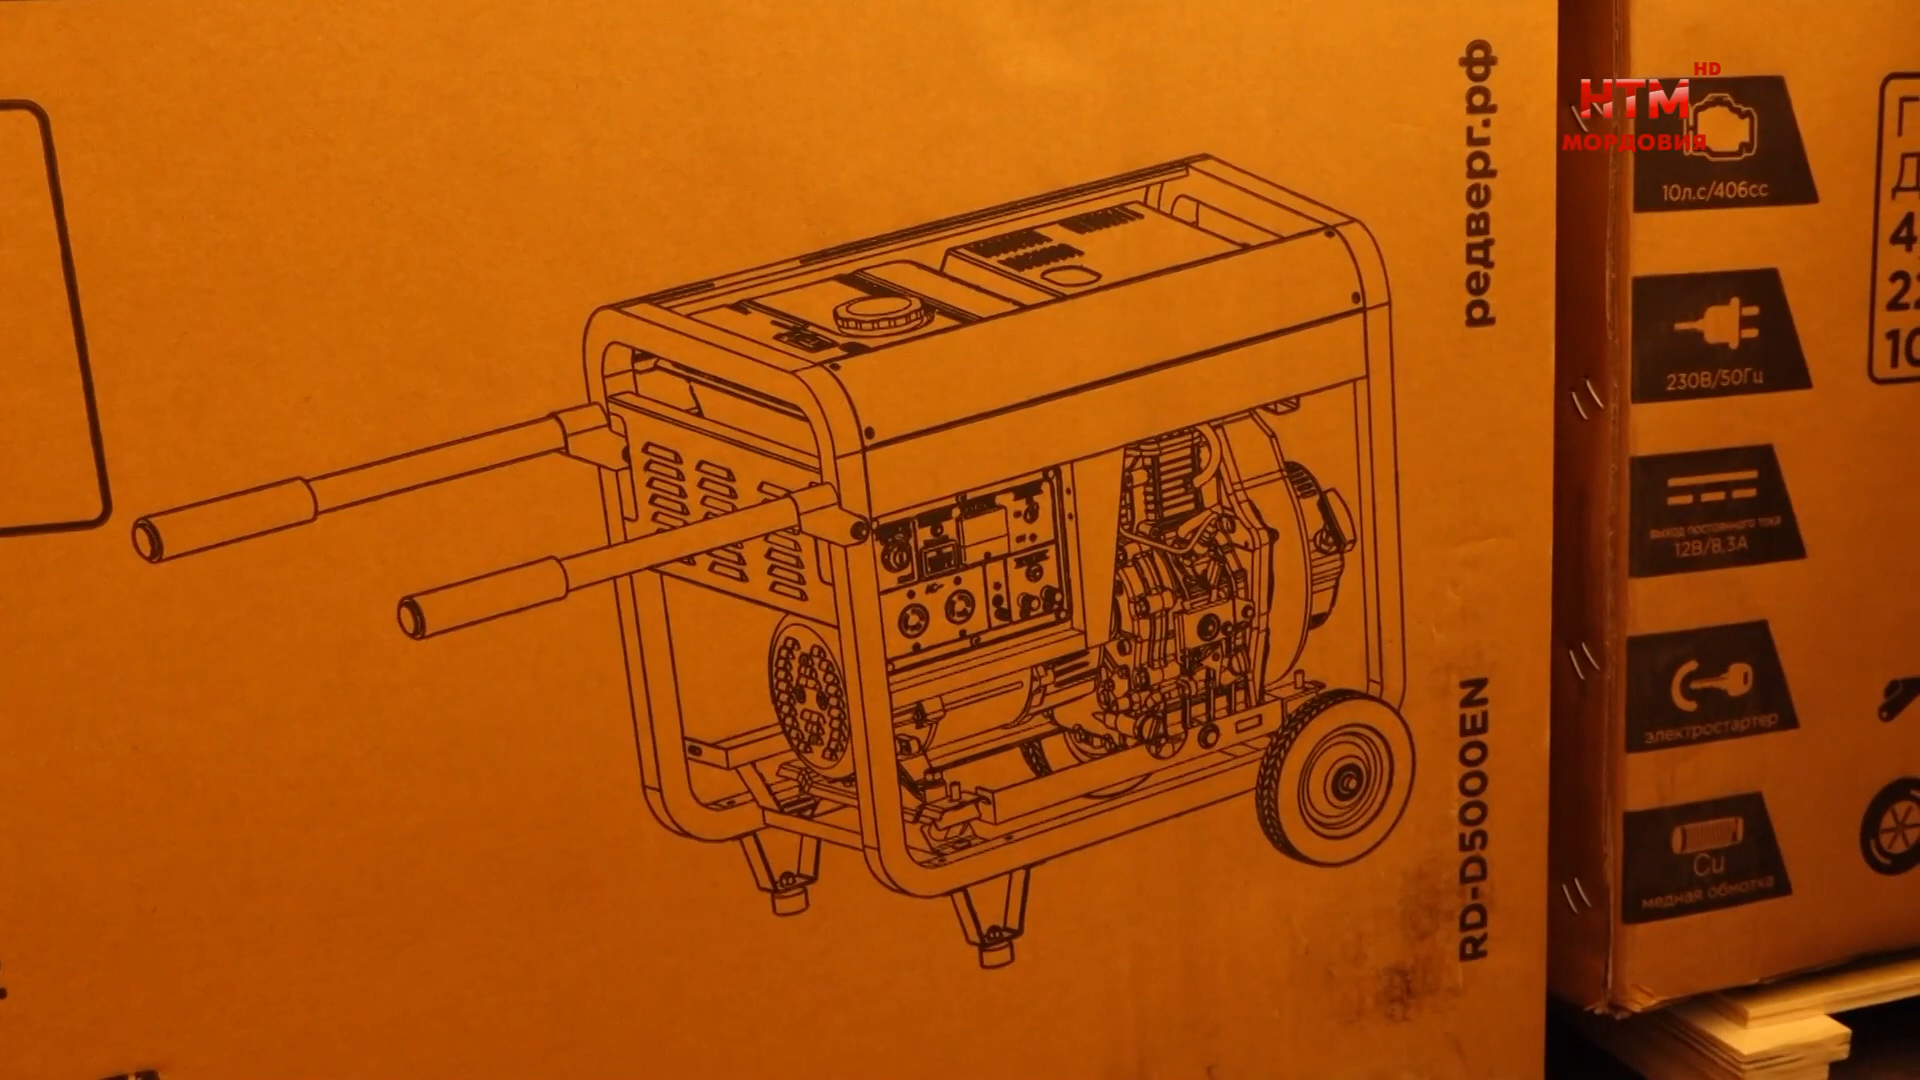 редверг.рф
RD-D5000EN
HD
НТМ
МОРДОВИЯ
10л.с/406cc
230В/50Гц
выход постоянного тока
12В/8,3А
электростартер
Cu
медная обмотка